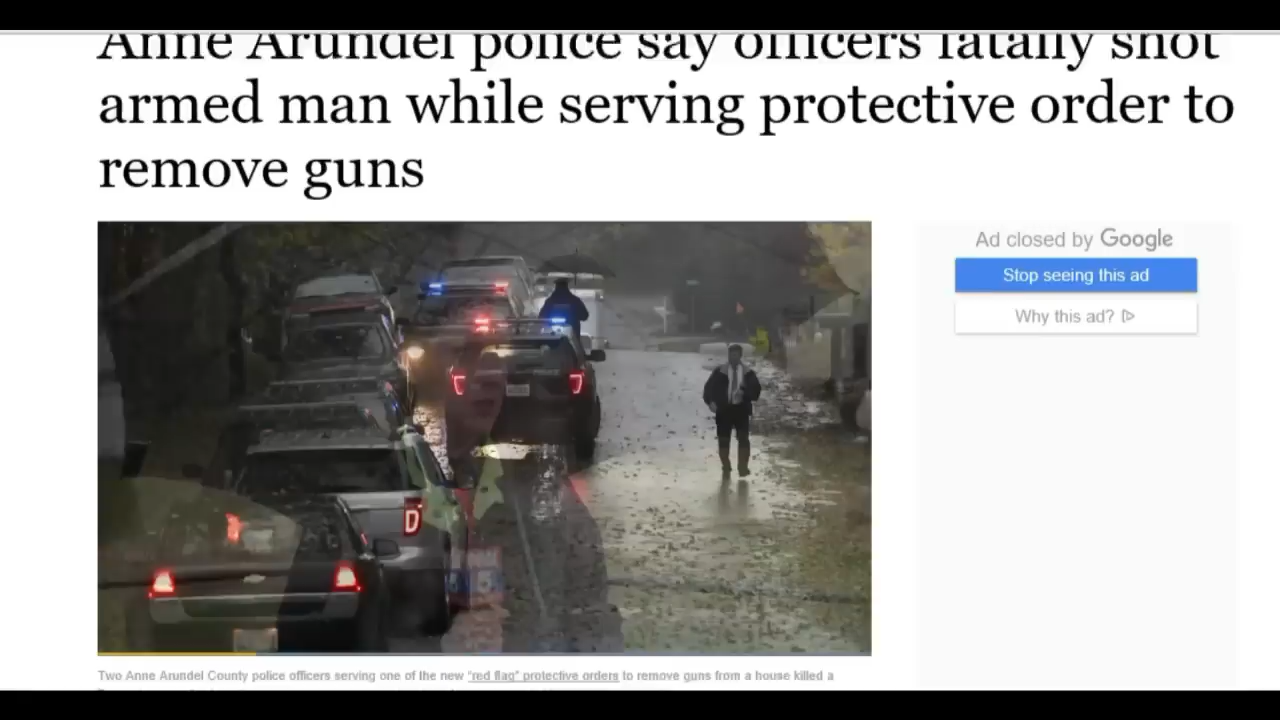 Anne Arundel police say officers fatally shot
armed man while serving protective order to
remove guns
Ad closed by Google
Stop seeing this ad
Why this ad?
Two Anne Arundel County police officers serving one of the new "red flag" protective orders to remove guns from a house killed a